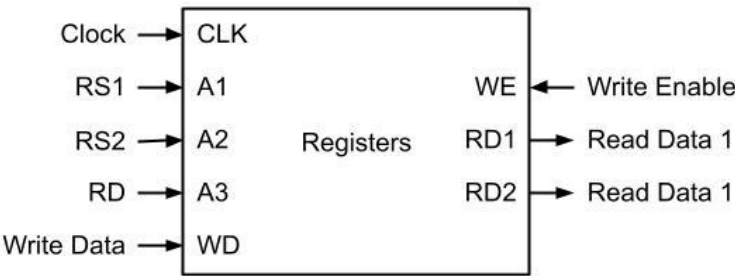 Clock CLK
RS1 A1 WE Write Enable
RS2 A2 Registers RD1 Read Data 1
RD A3 RD2 Read Data 1
Write Data WD